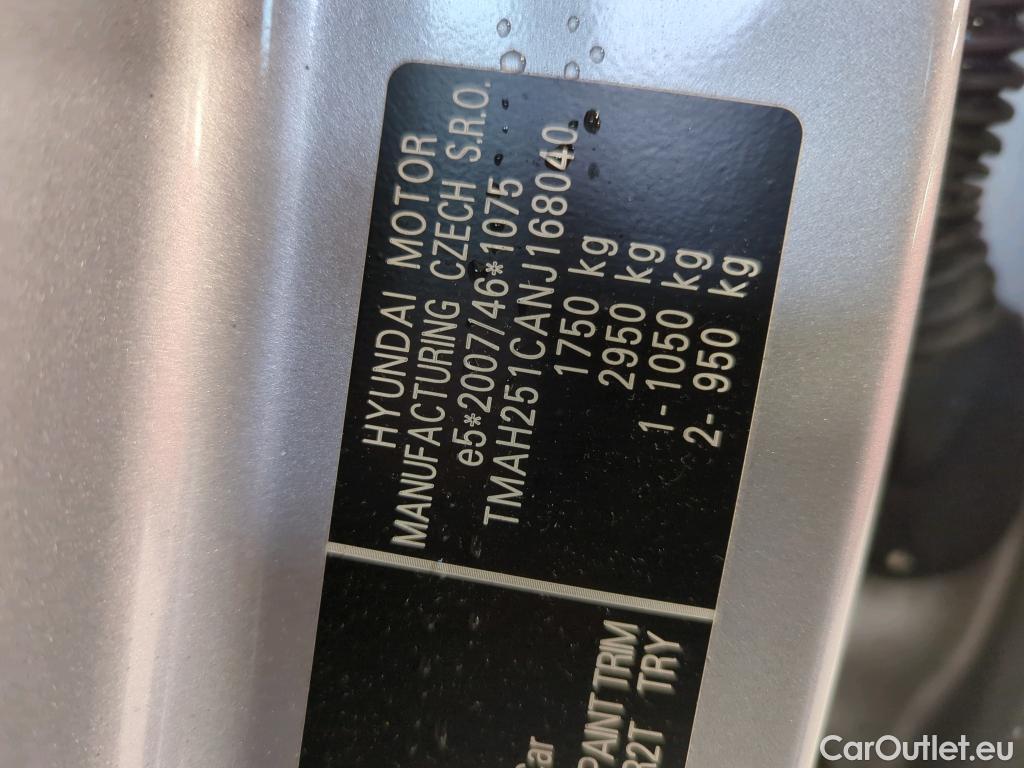 HYUNDAI MOTOR
MANUFACTURING CZECH S.R.O.
e5*2007/46*1075
TMAH251CANJ168040
1750 kg
2950 kg
1- 1050 kg
2- 950 kg
PAINT TRIM
TRY
CarOutlet.eu